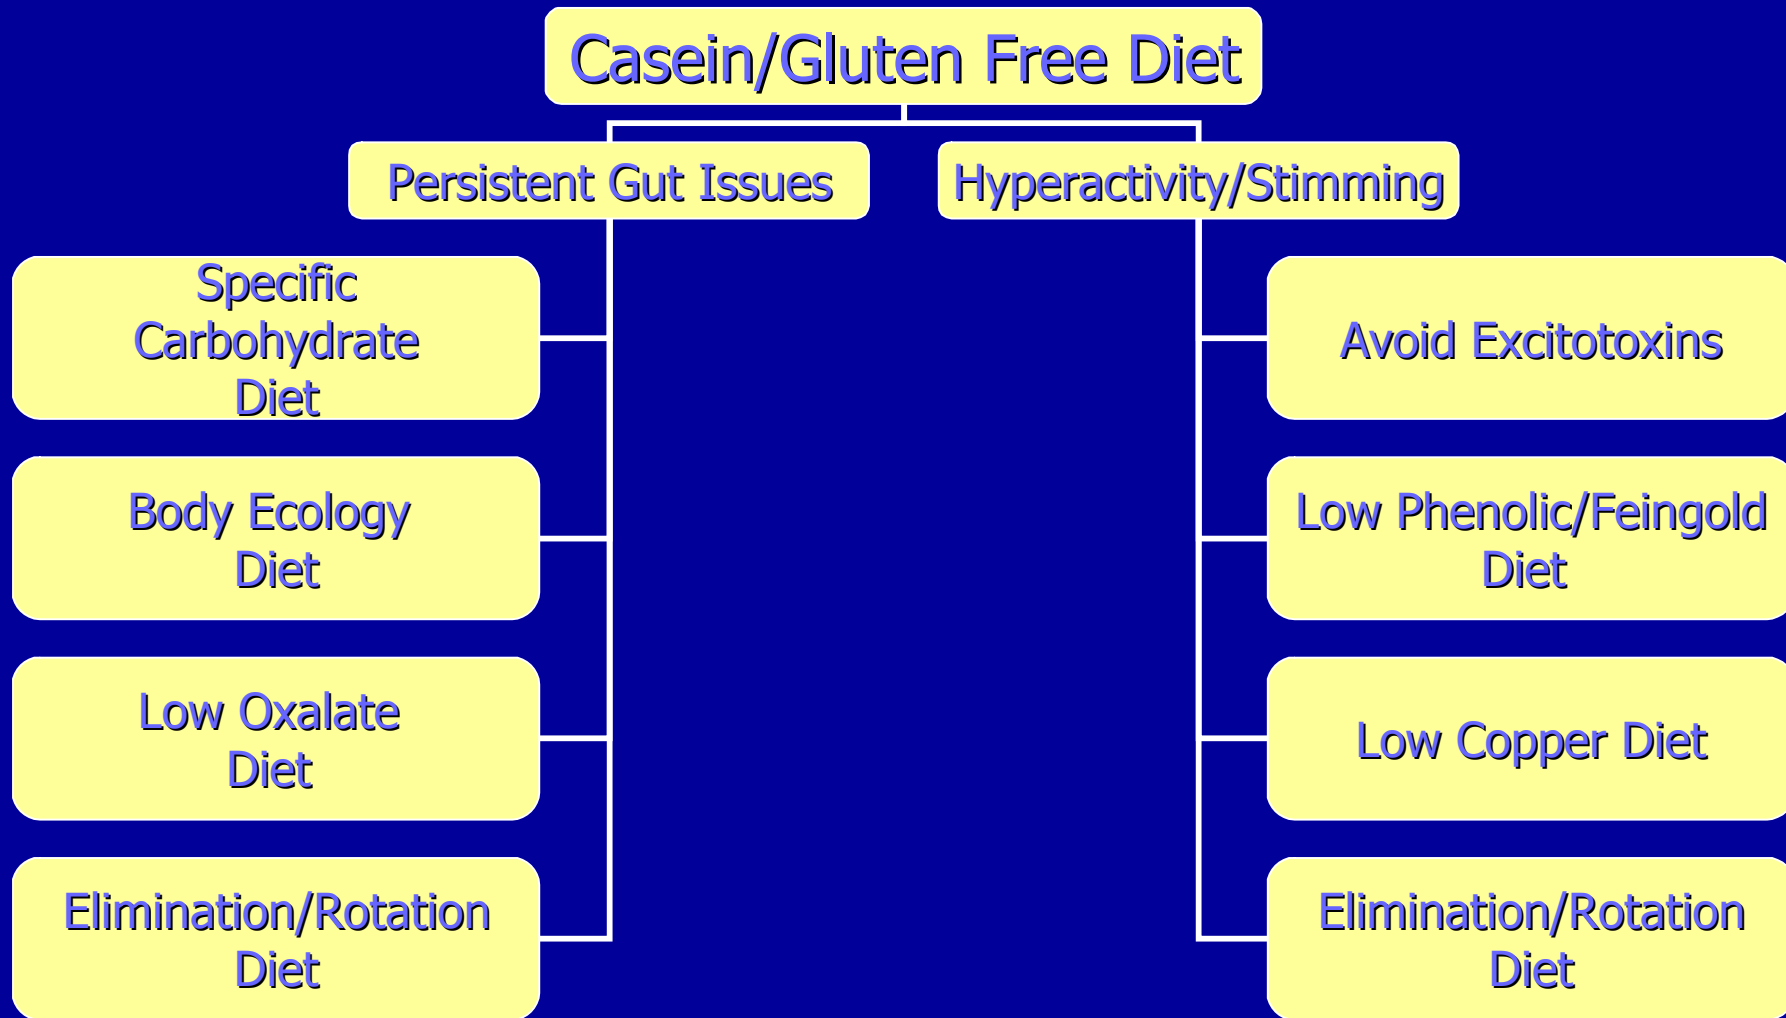 Casein/Gluten Free Diet
Persistent Gut Issues
Hyperactivity/Stimming
Specific
Carbohydrate
Diet
Body Ecology
Diet
Low Oxalate
Diet
Elimination/Rotation
Diet
Avoid Excitotoxins
Low Phenolic/Feingold
Diet
Low Copper Diet
Elimination/Rotation
Diet